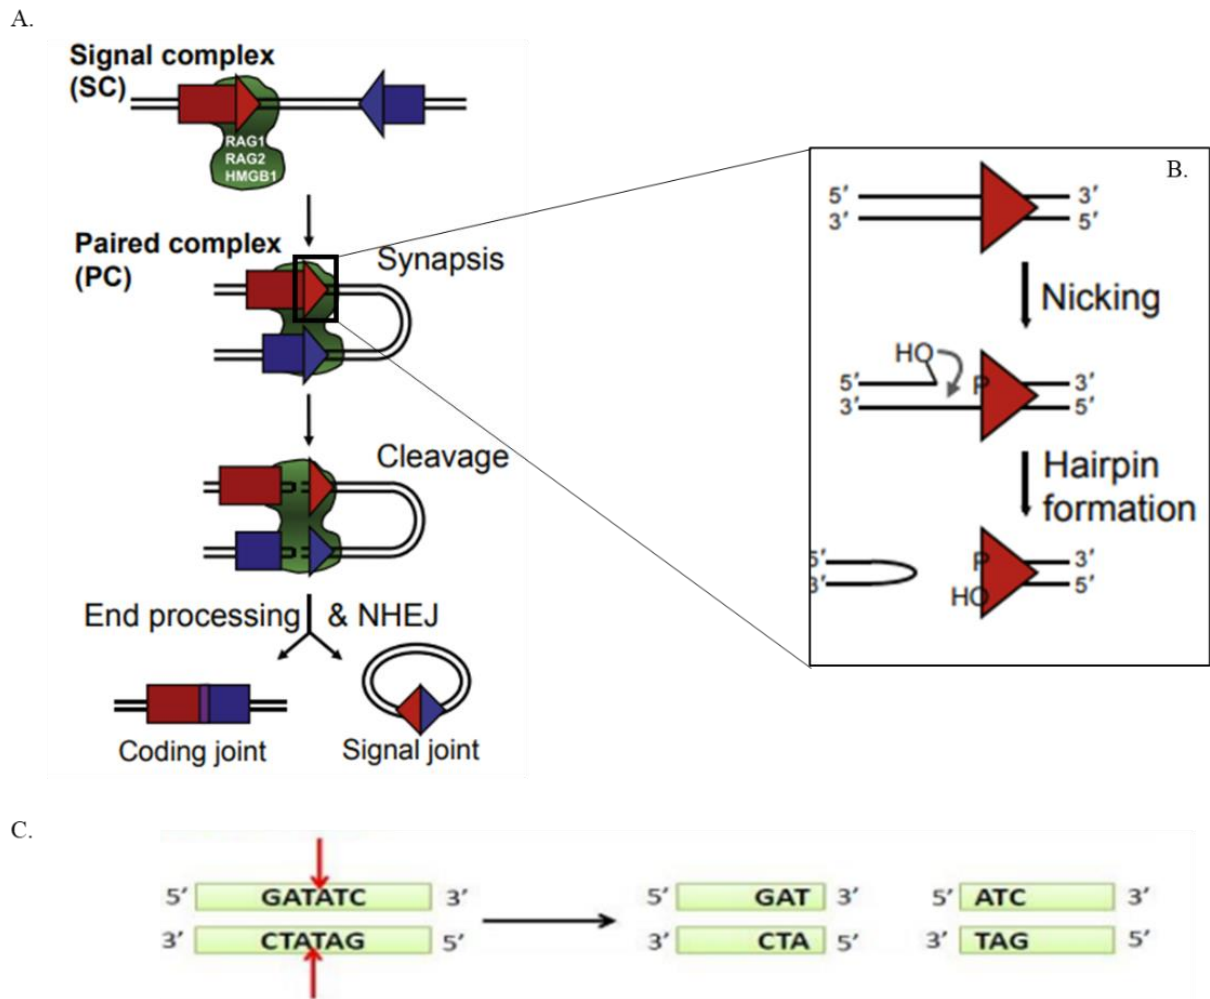 A.
Signal complex
(SC)
RAG1
RAG2
HMGB1
Paired complex
(PC)
Synapsis
Cleavage
End processing & NHEJ
Coding joint
Signal joint
B.
5′ 3′
3′ 5′
Nicking
HO
5′ P 3′
3′ 5′
Hairpin
formation
5′ P 3′
3′ HO 5′
C.
5′ GATATC 3′ 5′ GAT 3′ 5′ ATC 3′
3′ CTATAG 5′ 3′ CTA 5′ 3′ TAG 5′